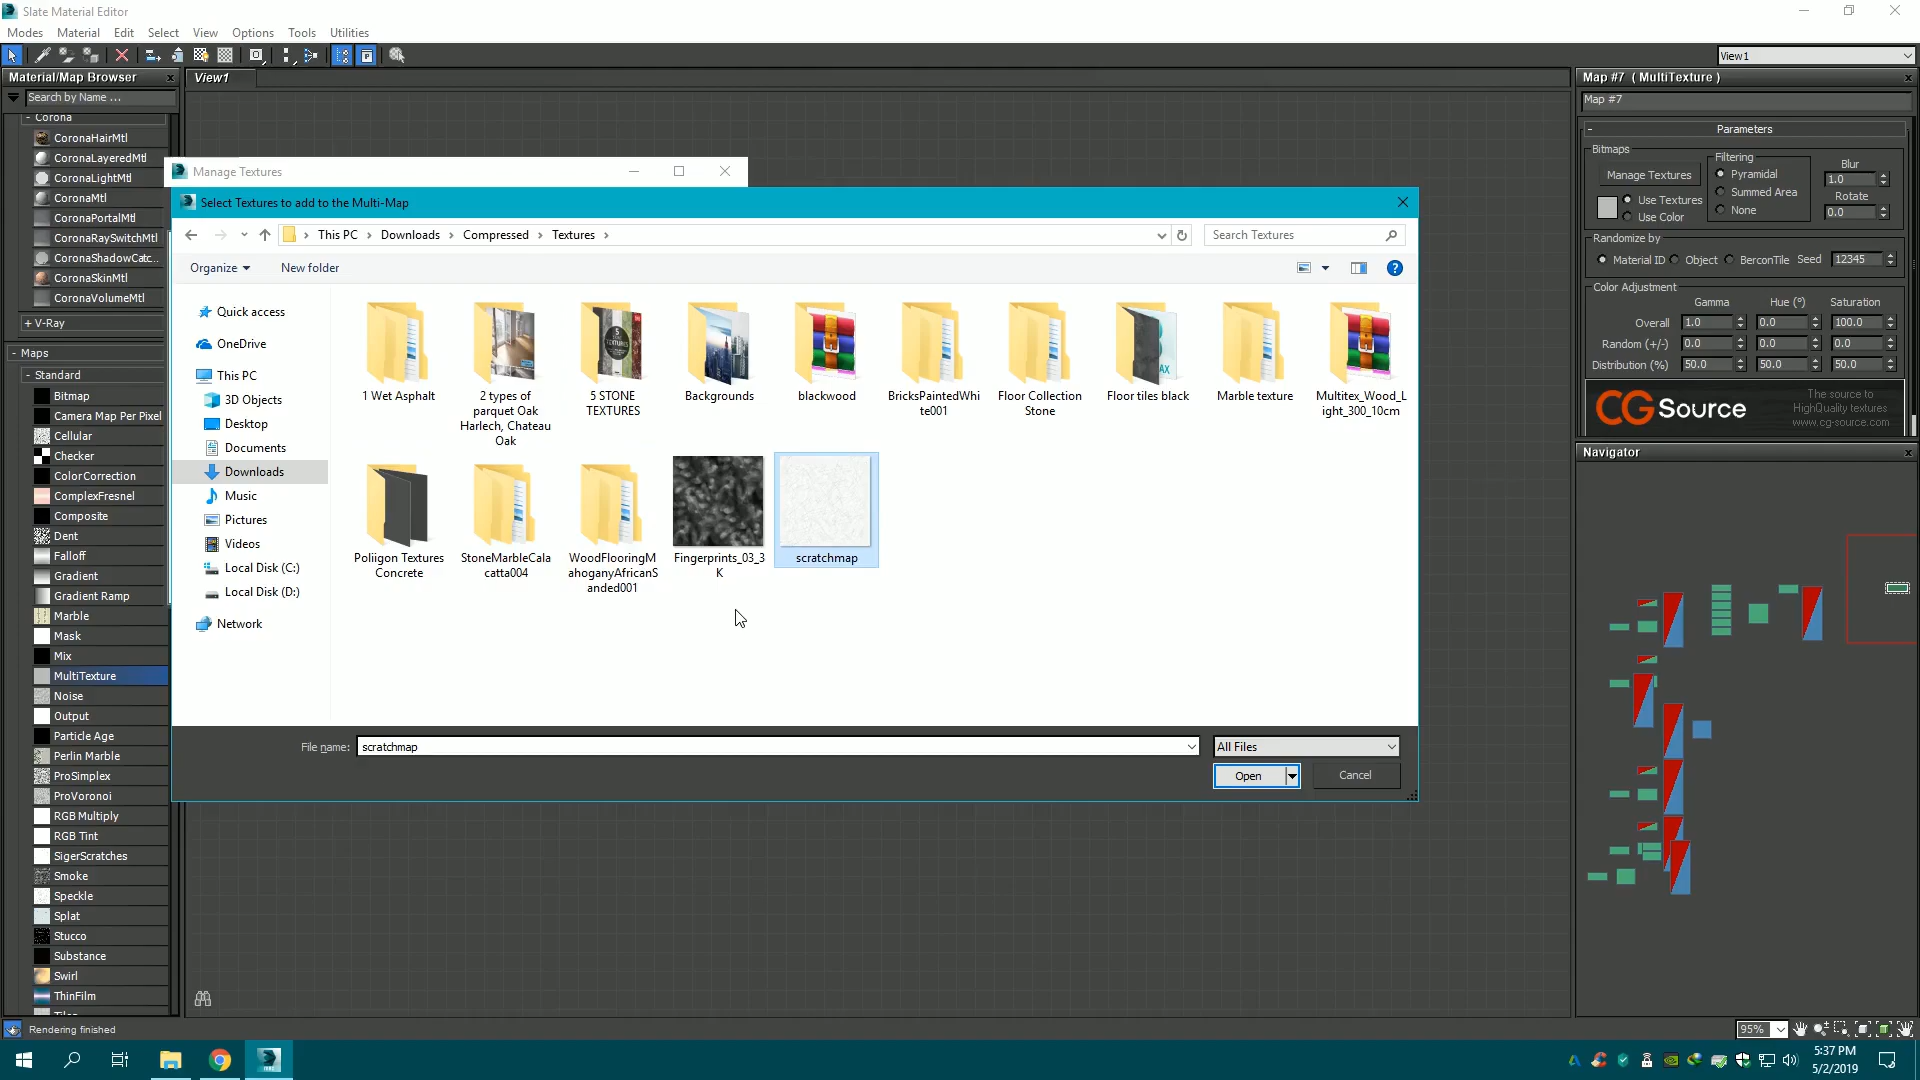 Slate Material Editor
Modes Material Edit Select View Options Tools Utilities
View1
Material/Map Browser
View1
Map #7 ( MultiTexture )
Search by Name ...
Map #7
- Corona
CoronaHairMtl
CoronaLayeredMtl
CoronaLightMtl
CoronaMtl
CoronaPortalMtl
CoronaRaySwitchMtl
CoronaShadowCatc...
CoronaSkinMtl
CoronaVolumeMtl
+ V-Ray
- Maps
- Standard
Bitmap
Camera Map Per Pixel
Cellular
Checker
ColorCorrection
ComplexFresnel
Composite
Dent
Falloff
Gradient
Gradient Ramp
Marble
Mask
Mix
MultiTexture
Noise
Output
Particle Age
Perlin Marble
ProSimplex
ProVoronoi
RGB Multiply
RGB Tint
SigerScratches
Smoke
Speckle
Splat
Stucco
Substance
Swirl
ThinFilm
Manage Textures
Select Textures to add to the Multi-Map
This PC Downloads Compressed Textures
Search Textures
Organize New folder
Quick access
OneDrive
This PC
3D Objects
Desktop
Documents
Downloads
Music
Pictures
Videos
Local Disk (C:)
Local Disk (D:)
Network
1 Wet Asphalt
2 types of
parquet Oak
Harlech, Chateau
Oak
5 STONE
TEXTURES
Backgrounds
blackwood
BricksPaintedWhi
te001
Floor Collection
Stone
Floor tiles black
Marble texture
Multitex_Wood_L
ight_300_10cm
Poliigon Textures
Concrete
StoneMarbleCala
catta004
WoodFlooringM
ahoganyAfricanS
anded001
Fingerprints_03_3
K
scratchmap
File name: scratchmap
All Files
Open Cancel
- Parameters
Bitmaps
Manage Textures
Use Textures
Use Color
Filtering
Pyramidal
Summed Area
None
Blur
1.0
Rotate
0.0
Randomize by
Material ID Object BerconTile Seed 12345
Color Adjustment
Gamma Hue (º) Saturation
Overall 1.0 0.0 100.0
Random (+/-) 0.0 0.0 0.0
Distribution (%) 50.0 50.0 50.0
CG Source
The source to
HighQuality textures
www.cg-source.com
Navigator
Rendering finished
95%
5:37 PM
5/2/2019